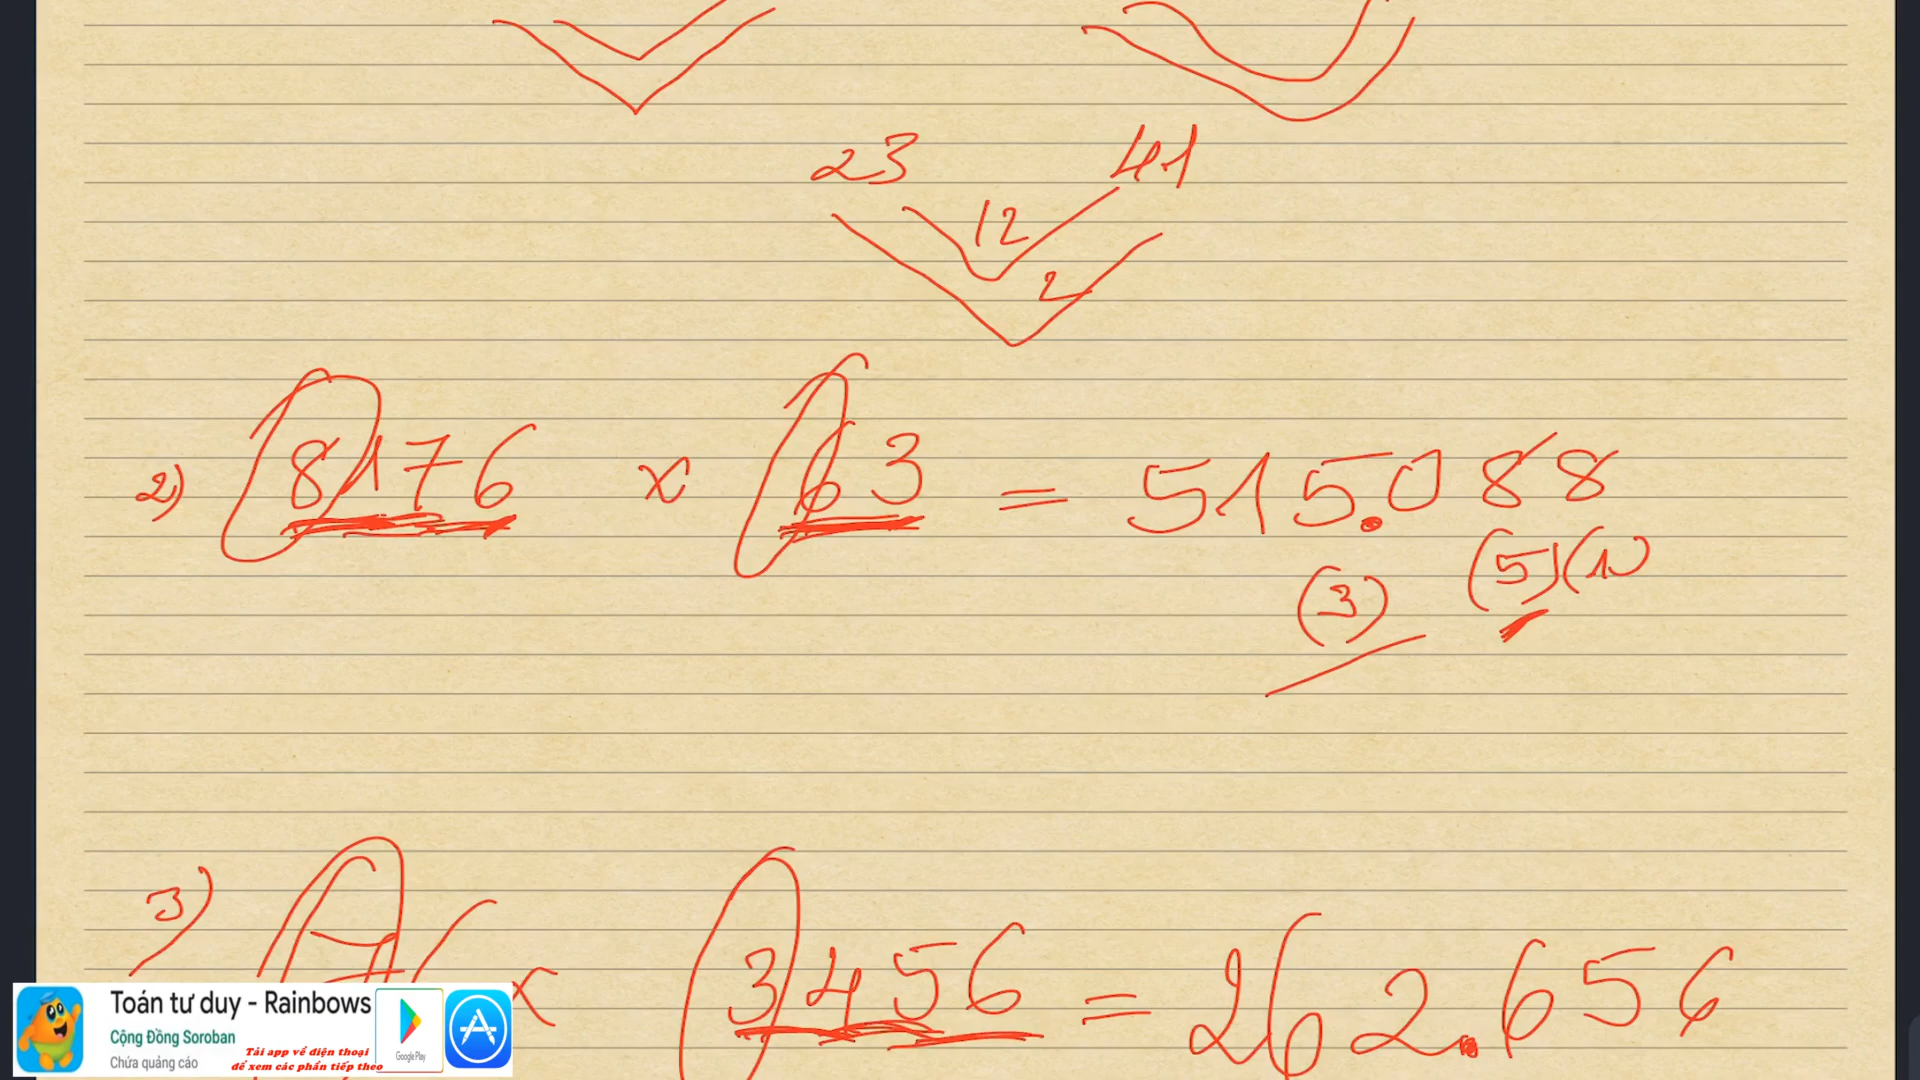 23 41
12
2
2) 8176 x 63 = 515.088
(3) (5)(1)
3) x 3456 = 262.656
Toán tư duy - Rainbows
Cộng Đồng Soroban
Chứa quảng cáo
Tải app về điện thoại
để xem các phần tiếp theo
Google Play